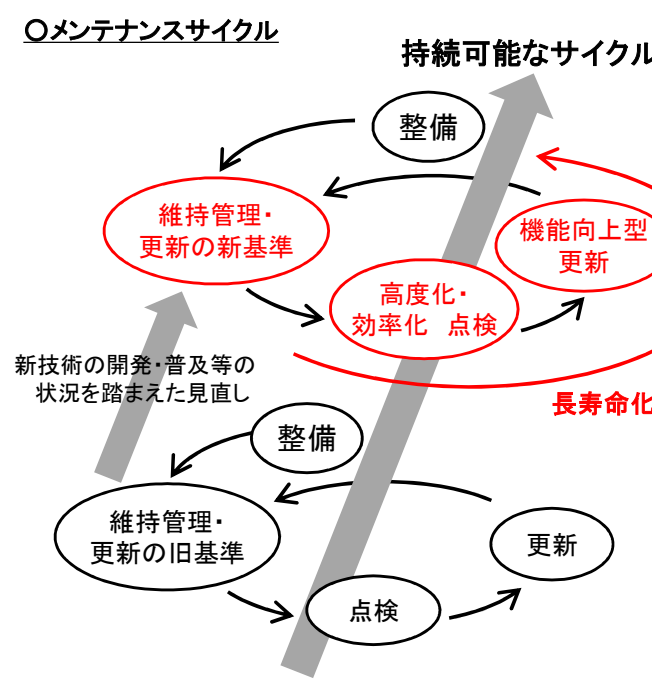 〇メンテナンスサイクル
持続可能なサイクル
整備
維持管理・
更新の新基準
機能向上型
更新
高度化・
効率化　点検
新技術の開発・普及等の
状況を踏まえた見直し
長寿命化
整備
維持管理・
更新の旧基準
更新
点検